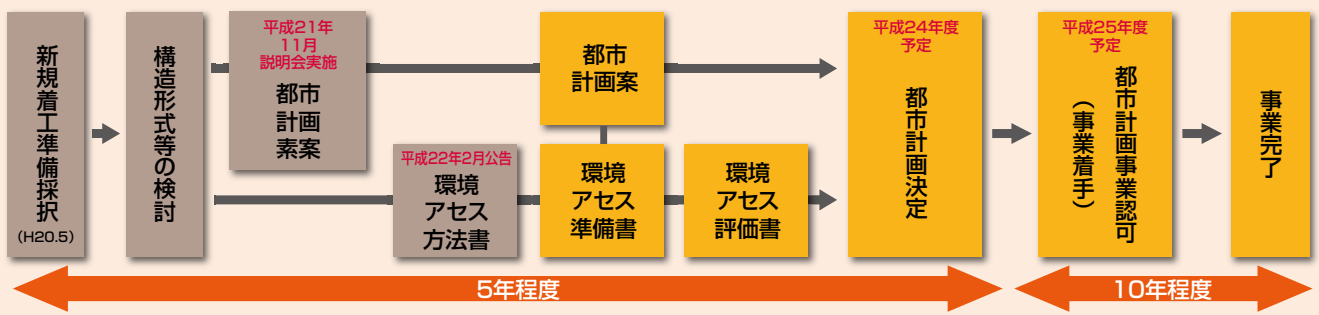 新規着工準備採択
（H20.5）
構造形式等の検討
平成21年
11月
説明会実施
都市
計画
素案
平成22年2月公告
環境
アセス
方法書
都市
計画案
環境
アセス
準備書
環境
アセス
評価書
平成24年度
予定
都市計画決定
平成25年度
予定
都市計画事業認可
（事業着手）
事業完了
5年程度
10年程度